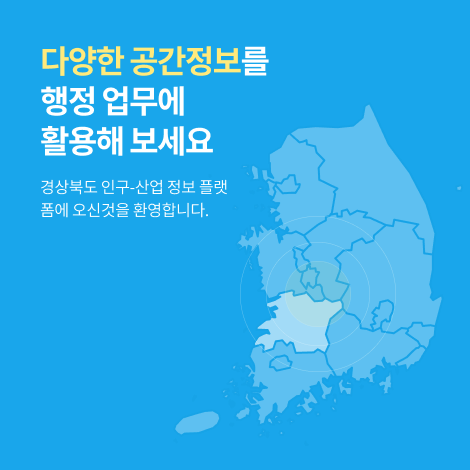 다양한 공간정보를
행정 업무에
활용해 보세요
경상북도 인구-산업 정보 플랫
폼에 오신것을 환영합니다.